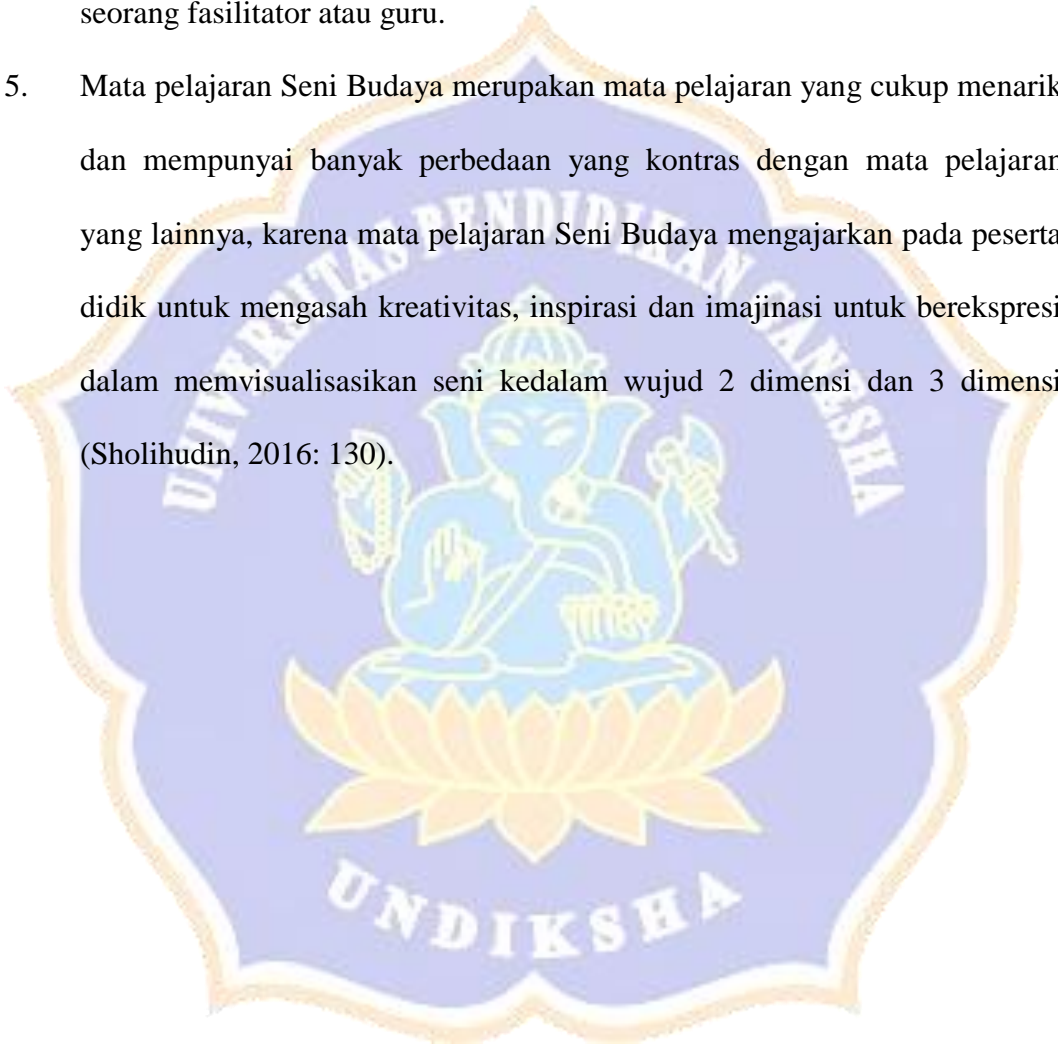 seorang fasilitator atau guru.
5. Mata pelajaran Seni Budaya merupakan mata pelajaran yang cukup menarik
dan mempunyai banyak perbedaan yang kontras dengan mata pelajaran
yang lainnya, karena mata pelajaran Seni Budaya mengajarkan pada peserta
didik untuk mengasah kreativitas, inspirasi dan imajinasi untuk berekspresi
dalam memvisualisasikan seni kedalam wujud 2 dimensi dan 3 dimensi
(Sholihudin, 2016: 130).
UNIVERSITAS PENDIDIKAN GANESHA
UNDIKSHA